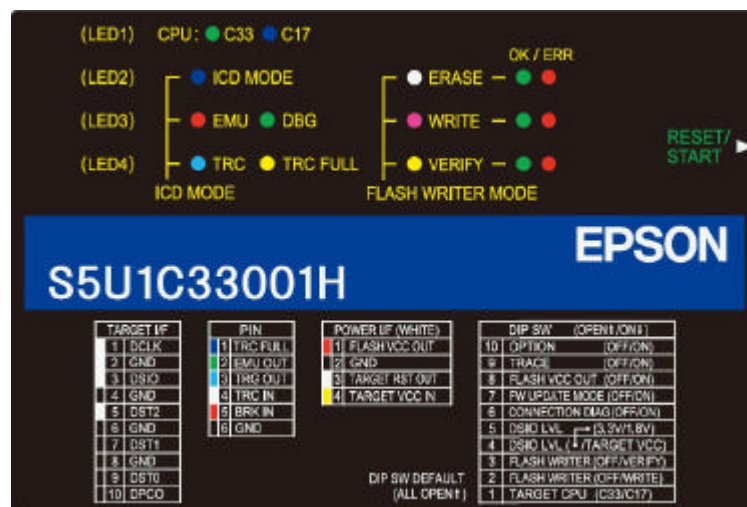 (LED1) CPU: C33 C17
OK / ERR
(LED2) ICD MODE ERASE
(LED3) EMU DBG WRITE
(LED4) TRC TRC FULL VERIFY
RESET/
START
ICD MODE FLASH WRITER MODE
EPSON
S5U1C33001H
TARGET I/F
1 DCLK
2 GND
3 DSIO
4 GND
5 DST2
6 GND
7 DST1
8 GND
9 DST0
10 DPCO
PIN
1 TRC FULL
2 EMU OUT
3 TRG OUT
4 TRC IN
5 BRK IN
6 GND
POWER I/F (WHITE)
1 FLASH VCC OUT
2 GND
3 TARGET RST OUT
4 TARGET VCC IN
DIP SW (OPEN⬆/ON⬇)
10 OPTION (OFF/ON)
9 TRACE (OFF/ON)
8 FLASH VCC OUT (OFF/ON)
7 FW UPDATE MODE (OFF/ON)
6 CONNECTION DIAG (OFF/ON)
5 DSIO LVL (3.3V/1.8V)
4 DSIO LVL ( /TARGET VCC)
3 FLASH WRITER (OFF/VERIFY)
2 FLASH WRITER (OFF/WRITE)
1 TARGET CPU (C33/C17)
DIP SW DEFAULT
(ALL OPEN⬆)